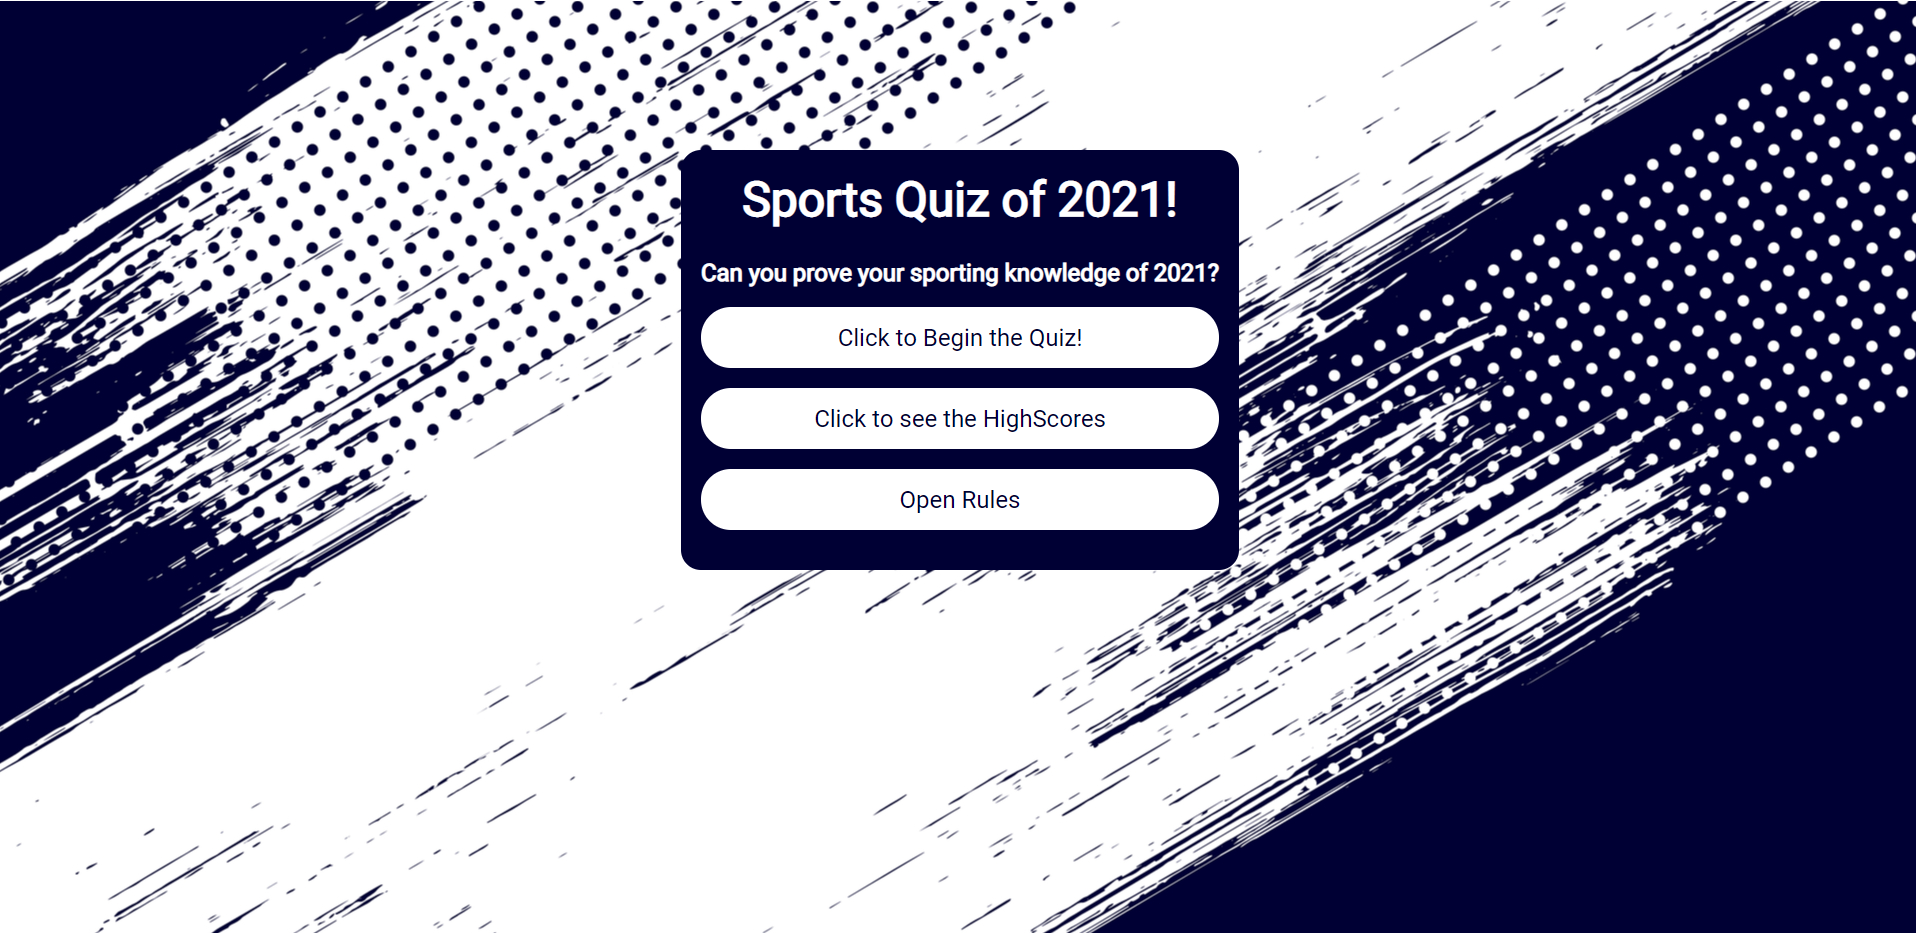 Sports Quiz of 2021!
Can you prove your sporting knowledge of 2021?
Click to Begin the Quiz!
Click to see the HighScores
Open Rules